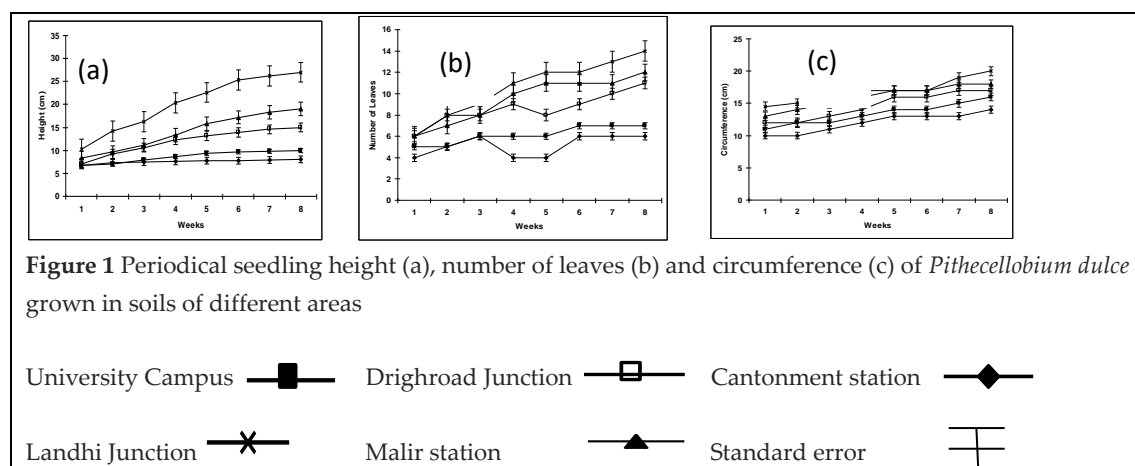 (a)
Height (cm)
40
35
30
25
20
15
10
5
0
1 2 3 4 5 6 7 8
Weeks
(b)
Number of Leaves
16
14
12
10
8
6
4
2
0
1 2 3 4 5 6 7 8
Weeks
(c)
Circumference (cm)
25
20
15
10
5
0
1 2 3 4 5 6 7 8
Weeks
Figure 1 Periodical seedling height (a), number of leaves (b) and circumference (c) of Pithecellobium dulce
grown in soils of different areas
University Campus Drighroad Junction Cantonment station
Landhi Junction Malir station Standard error